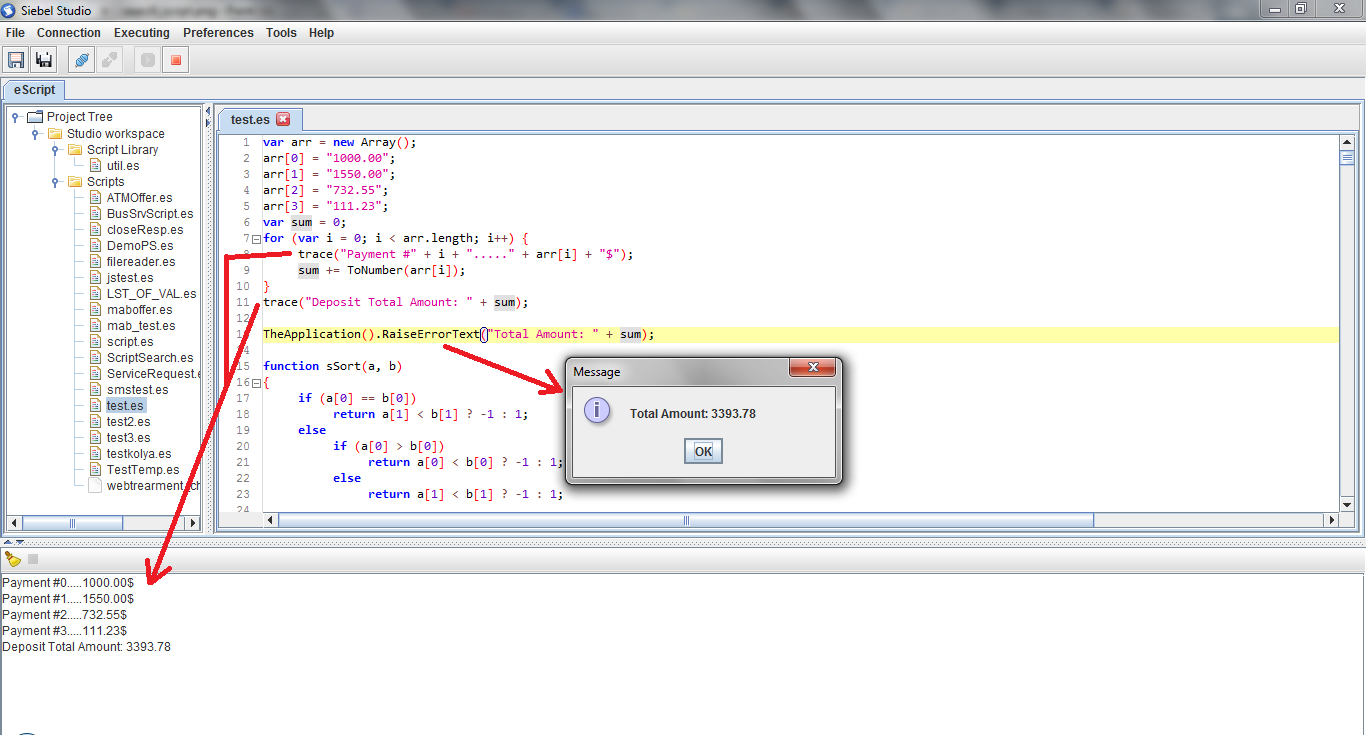 Siebel Studio
File Connection Executing Preferences Tools Help
eScript
Project Tree
Studio workspace
Script Library
util.es
Scripts
ATMOffer.es
BusSrvScript.es
closeResp.es
DemoPS.es
filereader.es
jstest.es
LST_OF_VAL.es
maboffer.es
mab_test.es
script.es
ScriptSearch.es
ServiceRequest.e
smstest.es
test.es
test2.es
test3.es
testkolya.es
TestTemp.es
webtrearment.ch
test.es
1 var arr = new Array();
2 arr[0] = "1000.00";
3 arr[1] = "1550.00";
4 arr[2] = "732.55";
5 arr[3] = "111.23";
6 var sum = 0;
7 for (var i = 0; i < arr.length; i++) {
trace("Payment #" + i + "....." + arr[i] + "$");
9 sum += ToNumber(arr[i]);
10 }
11 trace("Deposit Total Amount: " + sum);
12
TheApplication().RaiseErrorText("Total Amount: " + sum);
15 function sSort(a, b)
16 {
17 if (a[0] == b[0])
18 return a[1] < b[1] ? -1 : 1;
19 else
20 if (a[0] > b[0])
21 return a[0] < b[0] ? -1 : 1;
22 else
23 return a[1] < b[1] ? -1 : 1;
24
Message
Total Amount: 3393.78
OK
Payment #0.....1000.00$
Payment #1.....1550.00$
Payment #2.....732.55$
Payment #3.....111.23$
Deposit Total Amount: 3393.78